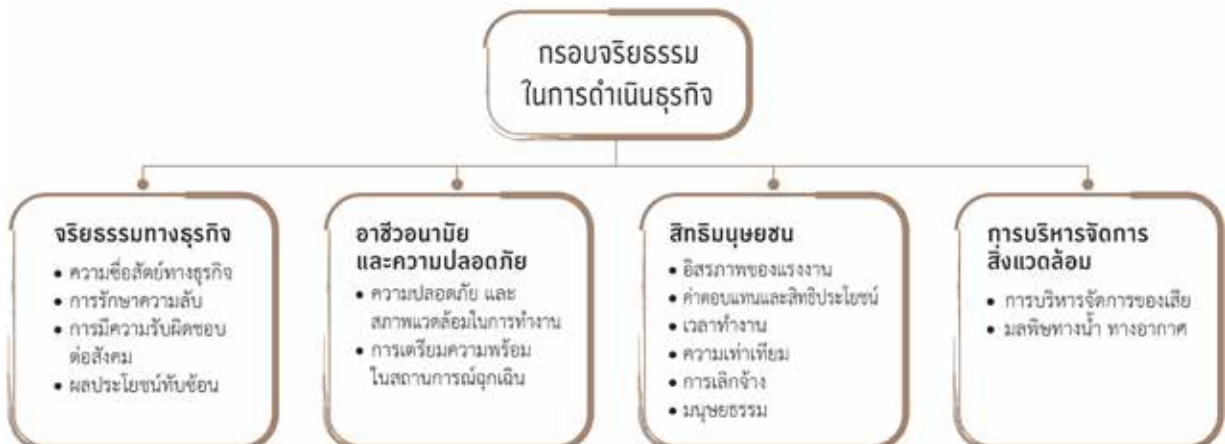 กรอบจริยธรรม
ในการดำเนินธุรกิจ
จริยธรรมทางธุรกิจ
• ความซื่อสัตย์ทางธุรกิจ
• การรักษาความลับ
• การมีความรับผิดชอบ
ต่อสังคม
• ผลประโยชน์ทับซ้อน
อาชีวอนามัย
และความปลอดภัย
• ความปลอดภัย และ
สภาพแวดล้อมในการทำงาน
• การเตรียมความพร้อม
ในสถานการณ์ฉุกเฉิน
สิทธิมนุษยชน
• อิสรภาพของแรงงาน
• ค่าตอบแทนและสิทธิประโยชน์
• เวลาทำงาน
• ความเท่าเทียม
• การเลิกจ้าง
• มนุษยธรรม
การบริหารจัดการ
สิ่งแวดล้อม
• การบริหารจัดการของเสีย
• มลพิษทางน้ำ ทางอากาศ